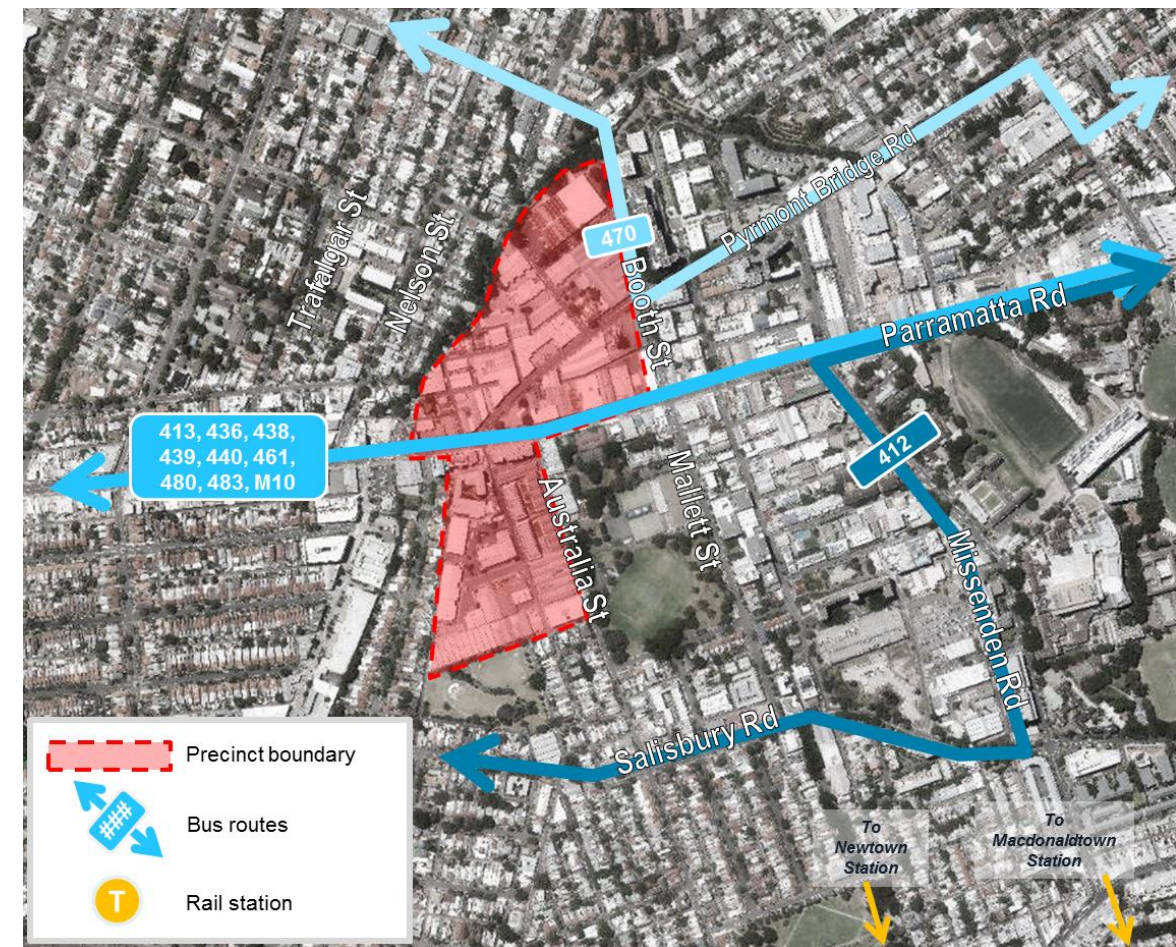 Trafalgar St
Nelson St
470
Booth St
Pyrmont Bridge Rd
Parramatta Rd
413, 436, 438,
439, 440, 461,
480, 483, M10
412
Australia St
Mallett St
Missenden Rd
Salisbury Rd
To
Newtown
Station
To
Macdonaldtown
Station
Precinct boundary
####
Bus routes
T
Rail station